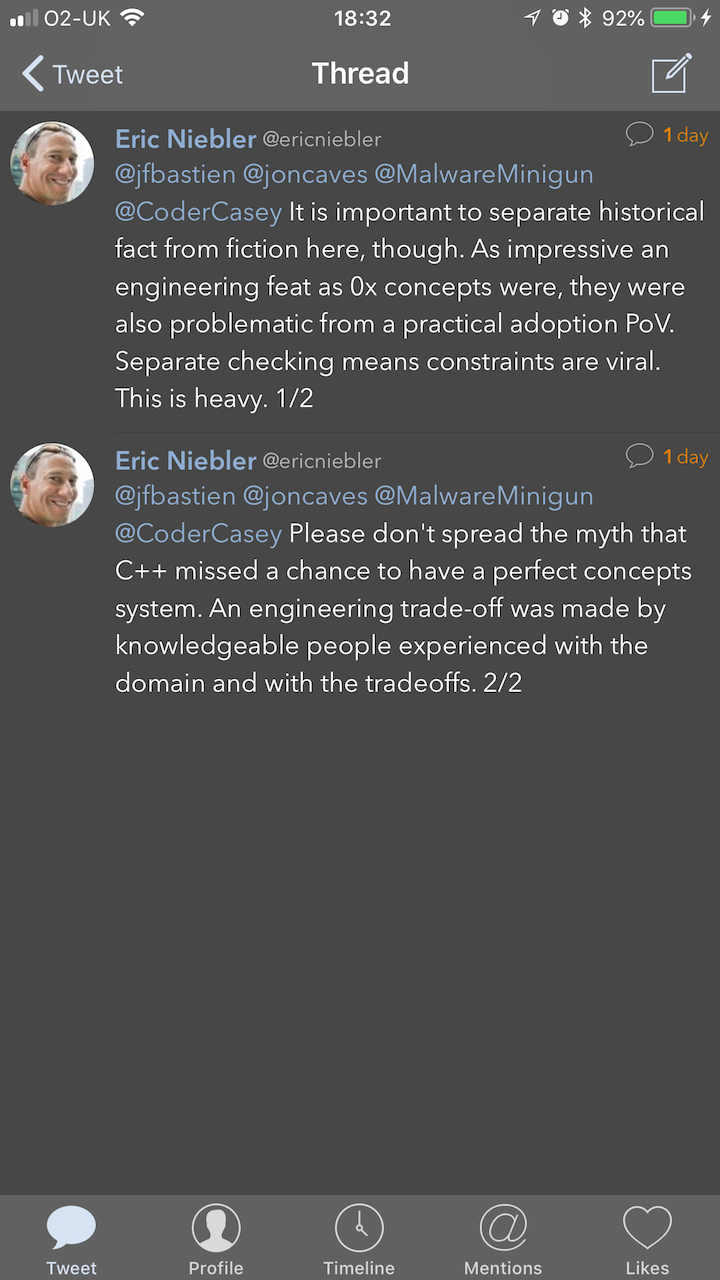 O2-UK 18:32 92%
Tweet Thread
Eric Niebler @ericniebler 1 day
@jfbastien @joncaves @MalwareMinigun
@CoderCasey It is important to separate historical
fact from fiction here, though. As impressive an
engineering feat as 0x concepts were, they were
also problematic from a practical adoption PoV.
Separate checking means constraints are viral.
This is heavy. 1/2
Eric Niebler @ericniebler 1 day
@jfbastien @joncaves @MalwareMinigun
@CoderCasey Please don't spread the myth that
C++ missed a chance to have a perfect concepts
system. An engineering trade-off was made by
knowledgeable people experienced with the
domain and with the tradeoffs. 2/2
Tweet Profile Timeline Mentions Likes